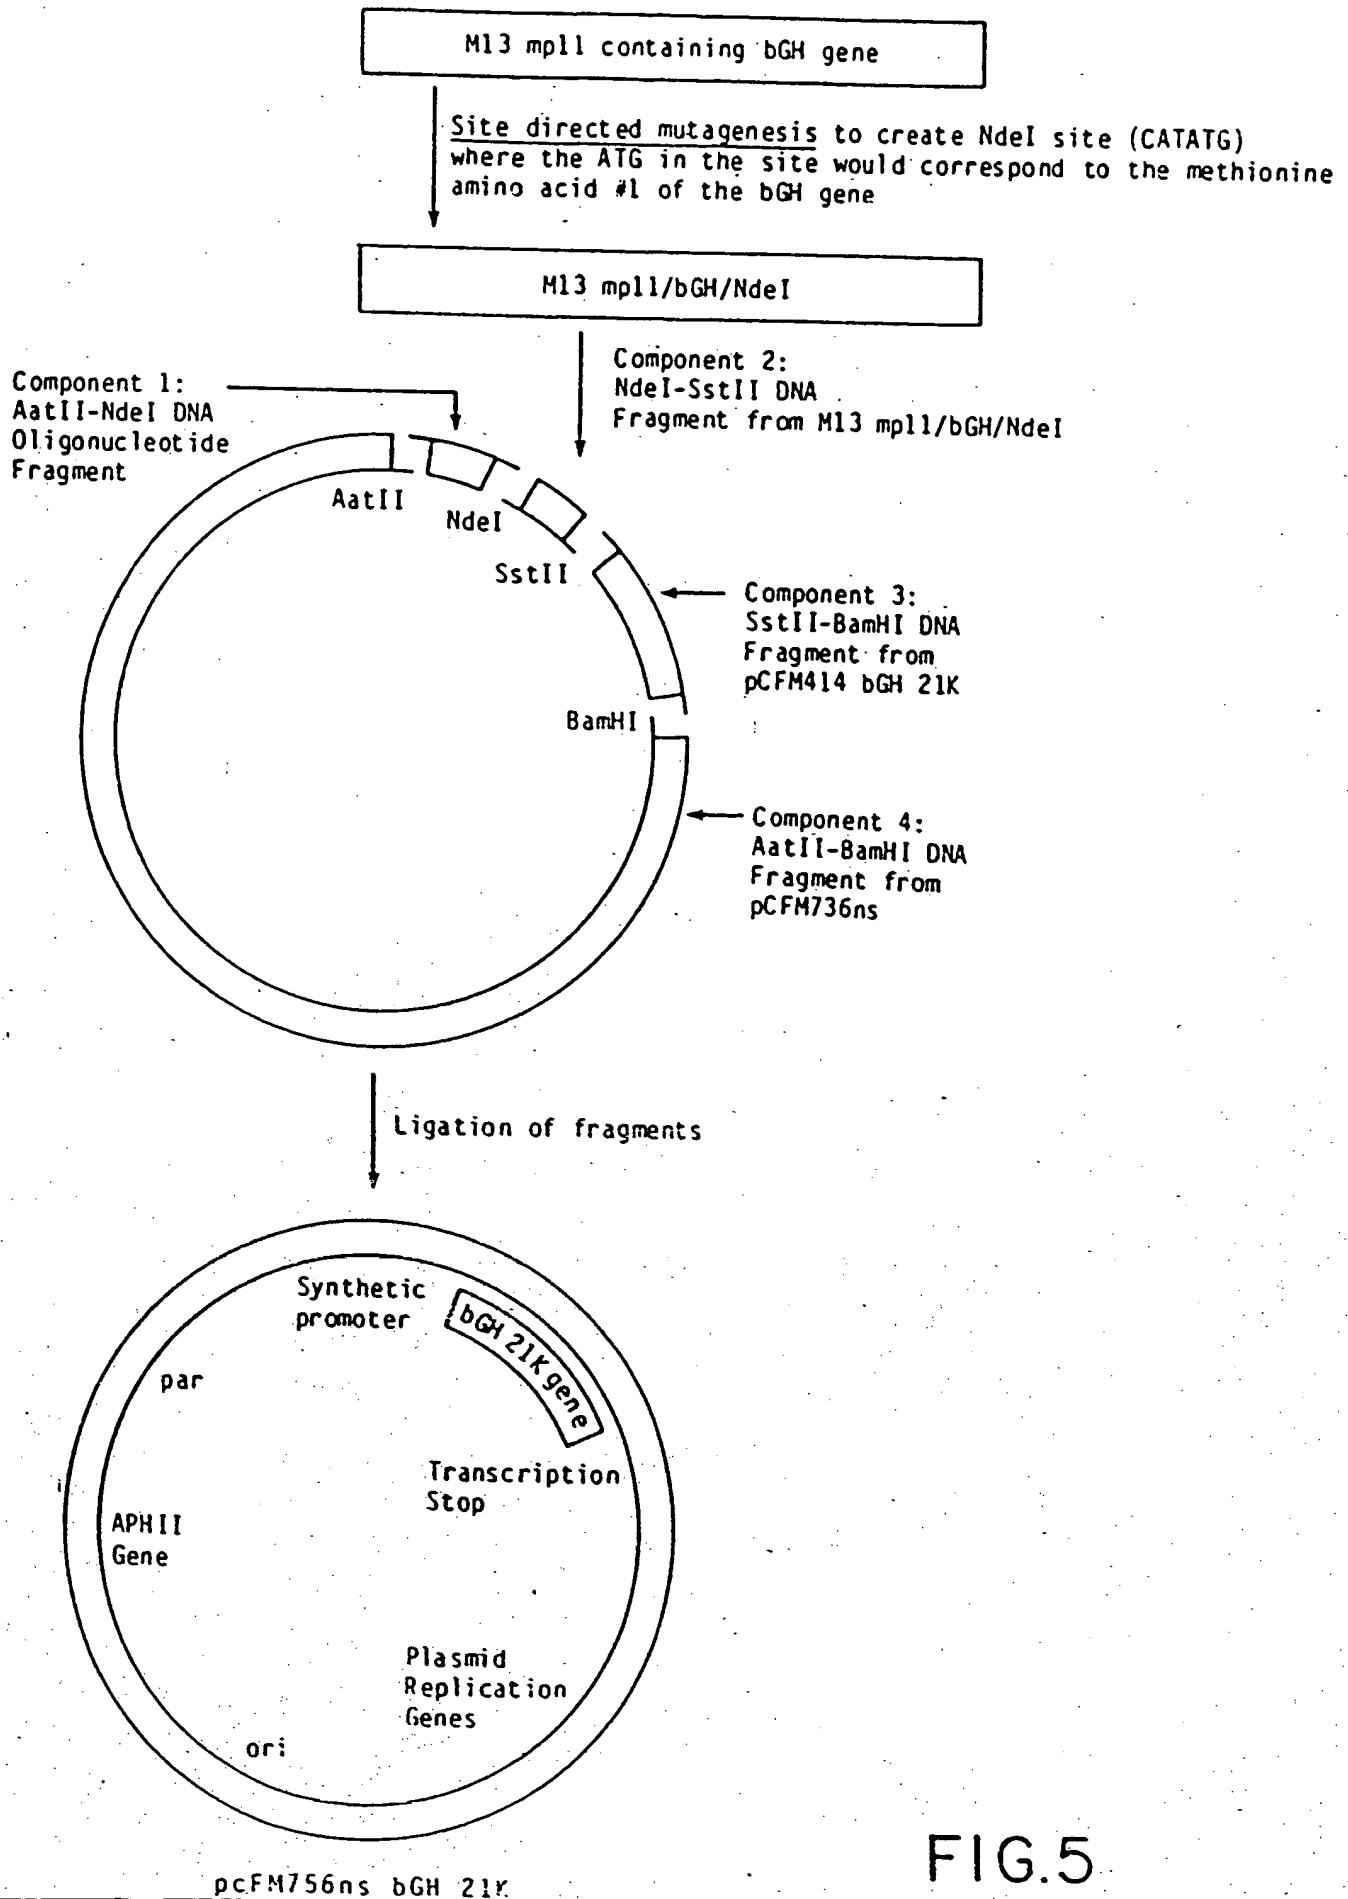 M13 mp11 containing bGH gene
Site directed mutagenesis to create NdeI site (CATATG)
where the ATG in the site would correspond to the methionine
amino acid #1 of the bGH gene
M13 mp11/bGH/NdeI
Component 1:
AatII-NdeI DNA
Oligonucleotide
Fragment
Component 2:
NdeI-SstII DNA
Fragment from M13 mp11/bGH/NdeI
AatII
NdeI
SstII
Component 3:
SstII-BamHI DNA
Fragment from
pCFM414 bGH 21K
BamHI
Component 4:
AatII-BamHI DNA
Fragment from
pCFM736ns
Ligation of fragments
Synthetic
promoter
bGH 21K gene
par
Transcription
Stop
APHII
Gene
Plasmid
Replication
Genes
ori
pcFM756ns bGH 21K
FIG.5